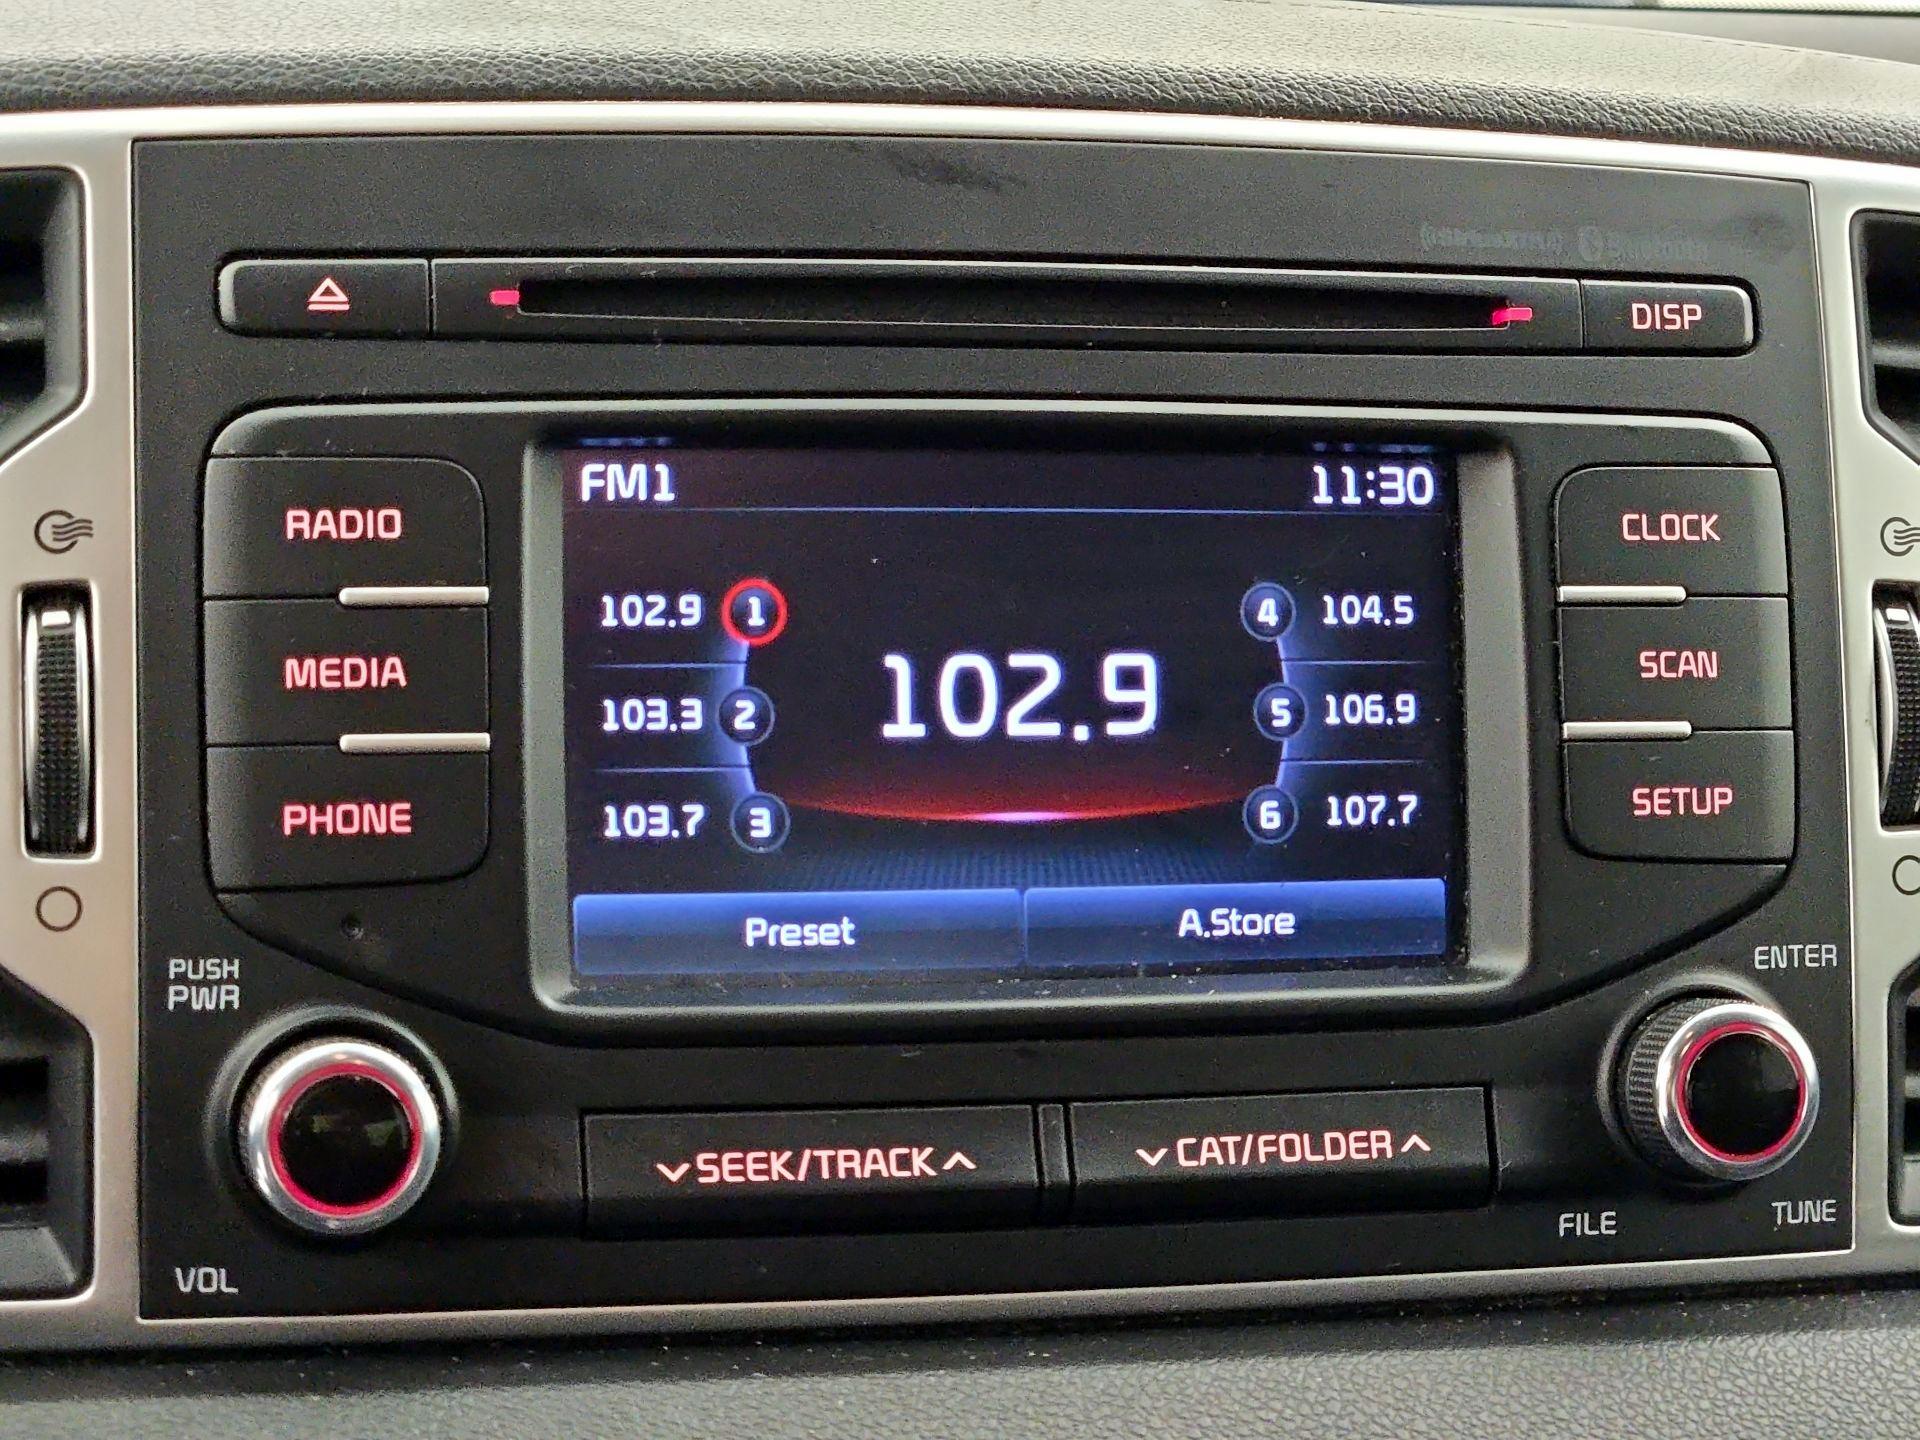 DISP
RADIO
MEDIA
PHONE
FM1 11:30
102.9 1
103.3 2
103.7 3
102.9
4 104.5
5 106.9
6 107.7
Preset A.Store
CLOCK
SCAN
SETUP
PUSH
PWR
VOL
SEEK/TRACK
CAT/FOLDER
ENTER
FILE
TUNE